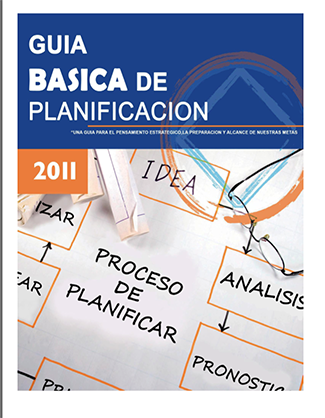 GUIA
BASICA DE
PLANIFICACION
"UNA GUIA PARA EL PENSAMIENTO ESTRATEGICO,LA PREPARACION Y ALCANCE DE NUESTRAS METAS
2011
IDEA
IZAR
PROCESO
DE
PLANIFICAR
ANALISIS
EAR
PRONOSTIC
PR